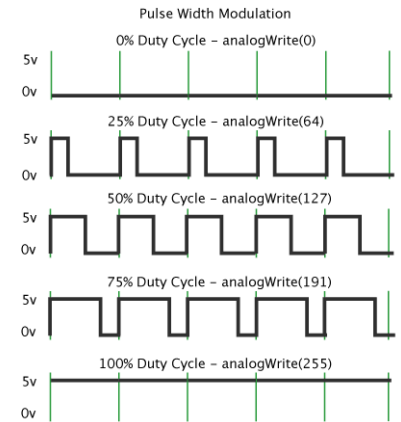 Pulse Width Modulation
0% Duty Cycle – analogWrite(0)
5v
0v
25% Duty Cycle – analogWrite(64)
5v
0v
50% Duty Cycle – analogWrite(127)
5v
0v
75% Duty Cycle – analogWrite(191)
5v
0v
100% Duty Cycle – analogWrite(255)
5v
0v